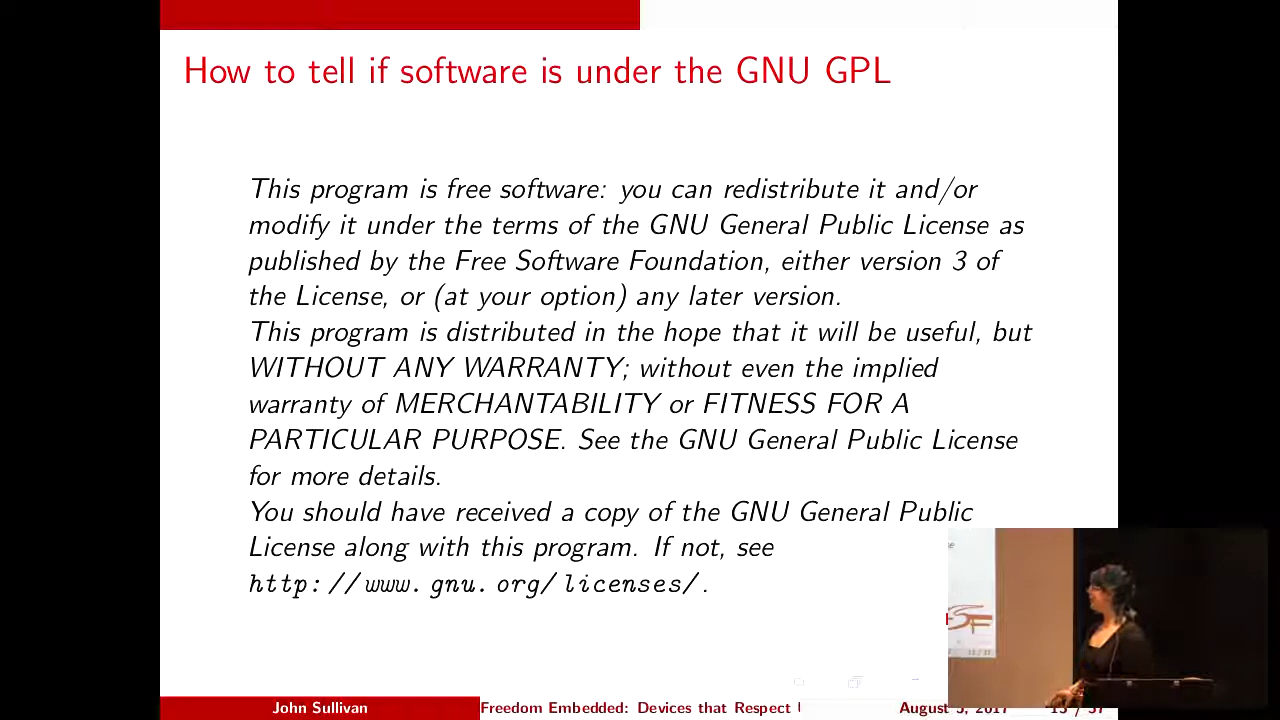 How to tell if software is under the GNU GPL
This program is free software: you can redistribute it and/or
modify it under the terms of the GNU General Public License as
published by the Free Software Foundation, either version 3 of
the License, or (at your option) any later version.
This program is distributed in the hope that it will be useful, but
WITHOUT ANY WARRANTY; without even the implied
warranty of MERCHANTABILITY or FITNESS FOR A
PARTICULAR PURPOSE. See the GNU General Public License
for more details.
You should have received a copy of the GNU General Public
License along with this program. If not, see
http://www.gnu.org/licenses/.
John Sullivan
Freedom Embedded: Devices that Respect
August